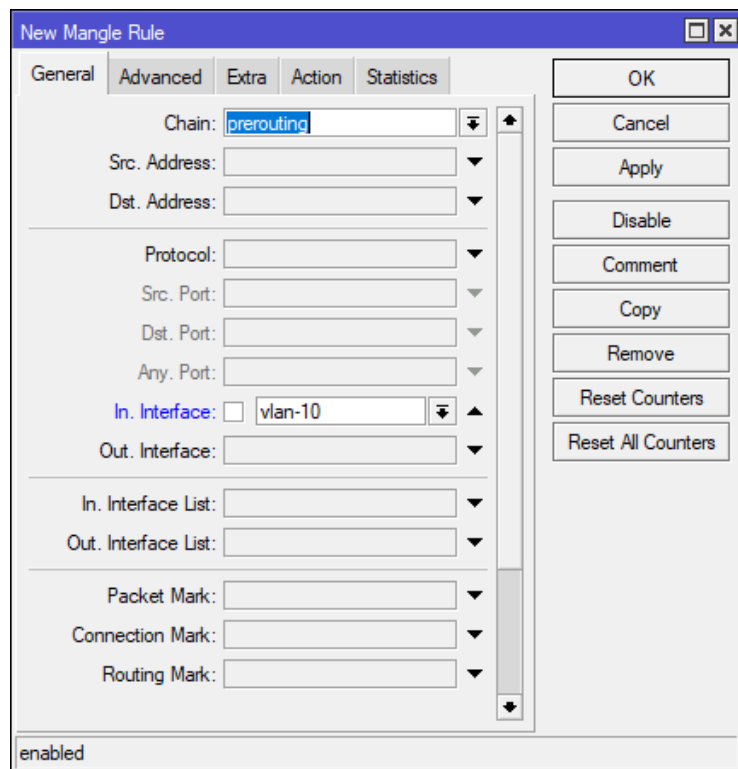 New Mangle Rule
General Advanced Extra Action Statistics
Chain: prerouting
Src. Address:
Dst. Address:
Protocol:
Src. Port:
Dst. Port:
Any. Port:
In. Interface: vlan-10
Out. Interface:
In. Interface List:
Out. Interface List:
Packet Mark:
Connection Mark:
Routing Mark:
OK
Cancel
Apply
Disable
Comment
Copy
Remove
Reset Counters
Reset All Counters
enabled